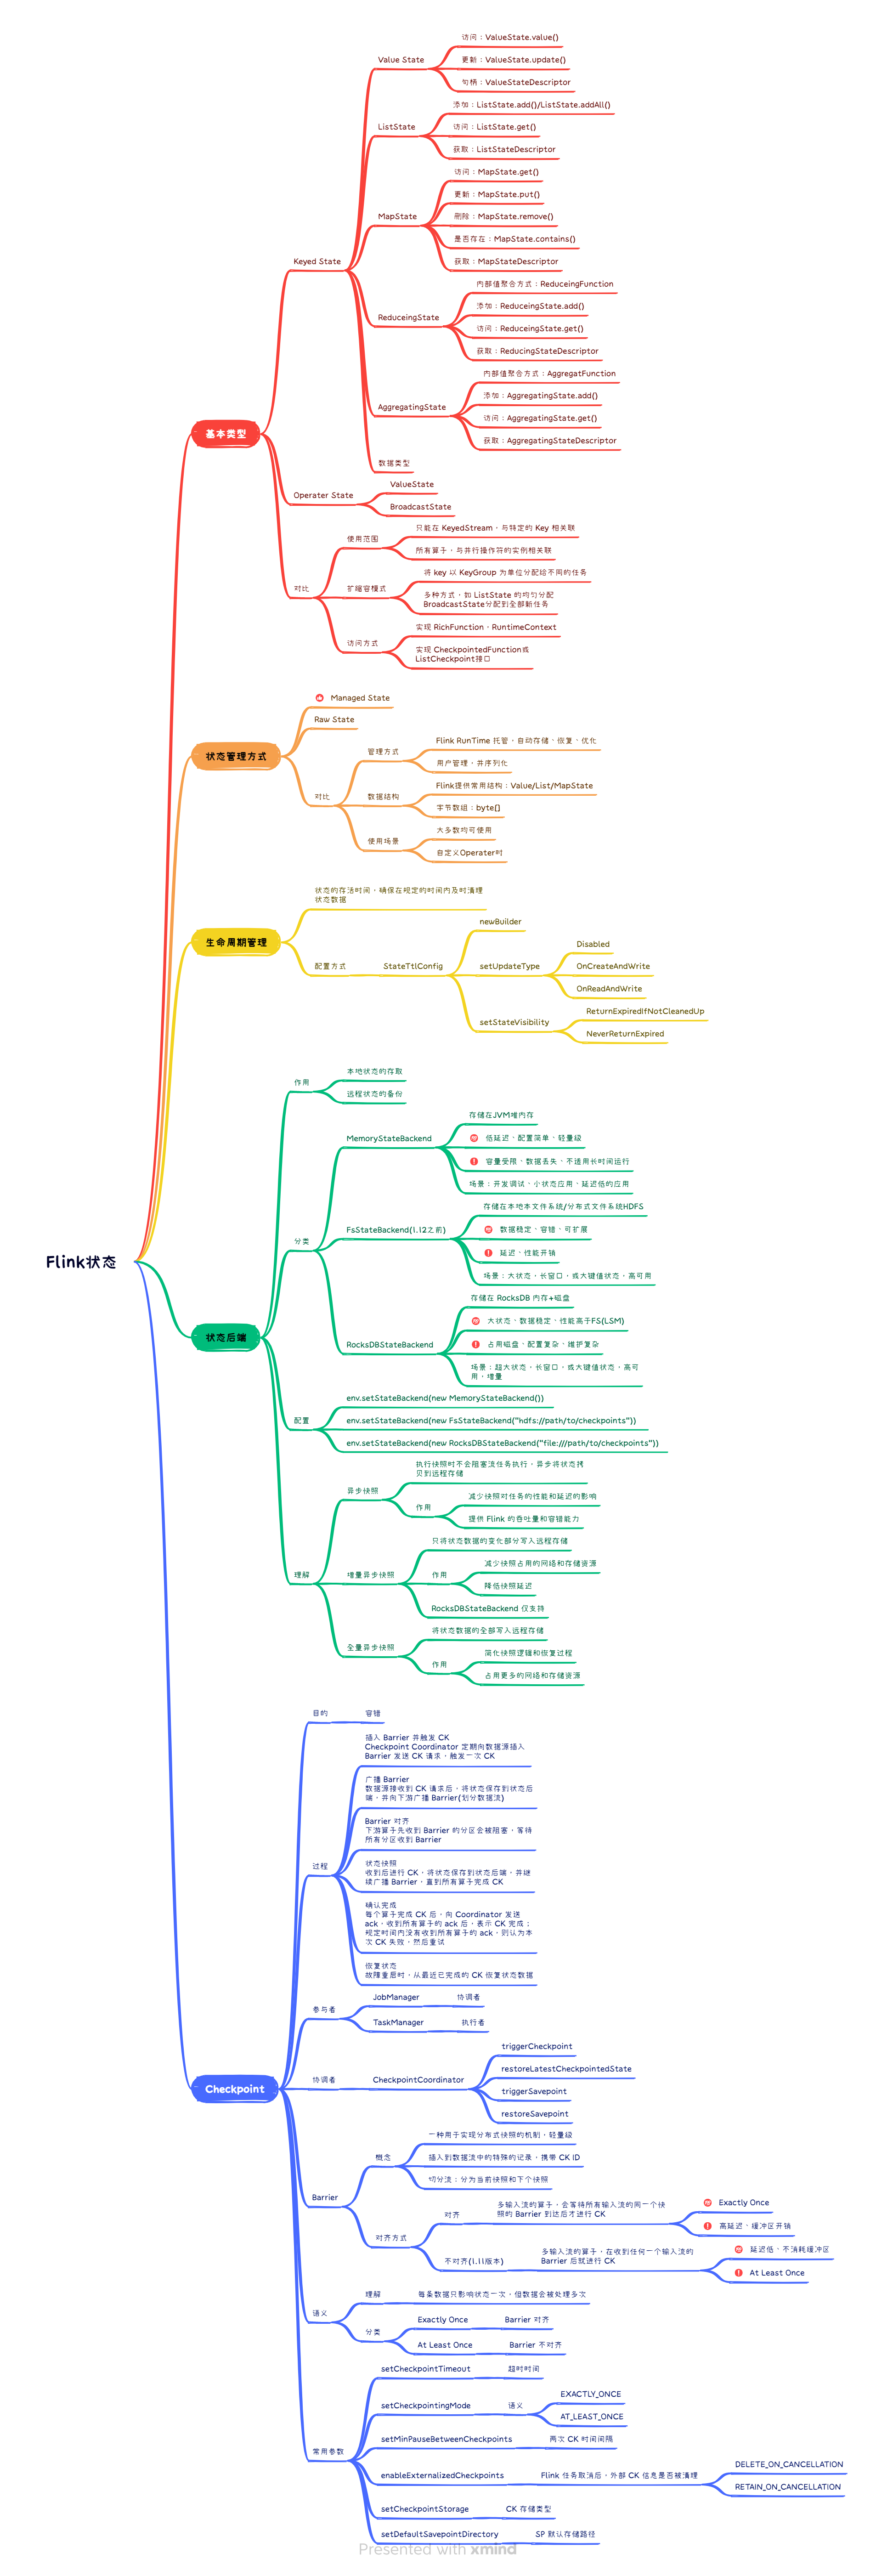 Flink状态
基本类型
Keyed State
Value State
访问：ValueState.value()
更新：ValueState.update()
句柄：ValueStateDescriptor
ListState
添加：ListState.add()/ListState.addAll()
访问：ListState.get()
获取：ListStateDescriptor
MapState
访问：MapState.get()
更新：MapState.put()
删除：MapState.remove()
是否存在：MapState.contains()
获取：MapStateDescriptor
ReduceingState
内部值聚合方式：ReduceingFunction
添加：ReduceingState.add()
访问：ReduceingState.get()
获取：ReducingStateDescriptor
AggregatingState
内部值聚合方式：AggregatFunction
添加：AggregatingState.add()
访问：AggregatingState.get()
获取：AggregatingStateDescriptor
数据类型
Operater State
ValueState
BroadcastState
对比
使用范围
只能在 KeyedStream，与特定的 Key 相关联
所有算子，与并行操作符的实例相关联
扩缩容模式
将 key 以 KeyGroup 为单位分配给不同的任务
多种方式，如 ListState 的均匀分配
BroadcastState分配到全部新任务
访问方式
实现 RichFunction，RuntimeContext
实现 CheckpointedFunction或
ListCheckpoint接口
状态管理方式
Managed State
Raw State
对比
管理方式
Flink RunTime 托管，自动存储、恢复、优化
用户管理，并序列化
数据结构
Flink提供常用结构：Value/List/MapState
字节数组：byte[]
使用场景
大多数均可使用
自定义Operater时
生命周期管理
状态的存活时间，确保在规定的时间内及时清理
状态数据
配置方式
StateTtlConfig
newBuilder
setUpdateType
Disabled
OnCreateAndWrite
OnReadAndWrite
setStateVisibility
ReturnExpiredIfNotCleanedUp
NeverReturnExpired
状态后端
作用
本地状态的存取
远程状态的备份
分类
MemoryStateBackend
存储在JVM堆内存
低延迟、配置简单、轻量级
容量受限、数据丢失、不适用长时间运行
场景：开发调试，小状态应用，延迟低的应用
FsStateBackend(1.12之前)
存储在本地本文件系统/分布式文件系统HDFS
数据稳定、容错、可扩展
延迟、性能开销
场景：大状态，长窗口，或大键值状态，高可用
RocksDBStateBackend
存储在 RocksDB 内存+磁盘
大状态、数据稳定、性能高于FS(LSM)
占用磁盘、配置复杂、维护复杂
场景：超大状态，长窗口，或大键值状态，高可
用，增量
配置
env.setStateBackend(new MemoryStateBackend())
env.setStateBackend(new FsStateBackend("hdfs://path/to/checkpoints"))
env.setStateBackend(new RocksDBStateBackend("file:///path/to/checkpoints"))
理解
异步快照
执行快照时不会阻塞流任务执行，异步将状态拷
贝到远程存储
作用
减少快照对任务的性能和延迟的影响
提供 Flink 的吞吐量和容错能力
增量异步快照
只将状态数据的变化部分写入远程存储
作用
减少快照占用的网络和存储资源
降低快照延迟
RocksDBStateBackend 仅支持
全量异步快照
将状态数据的全部写入远程存储
作用
简化快照逻辑和恢复过程
占用更多的网络和存储资源
Checkpoint
目的
容错
过程
插入 Barrier 并触发 CK
Checkpoint Coordinator 定期向数据源插入
Barrier 发送 CK 请求，触发一次 CK
广播 Barrier
数据源接收到 CK 请求后，将状态保存到状态后
端，并向下游广播 Barrier(划分数据流)
Barrier 对齐
下游算子先收到 Barrier 的分区会被阻塞，等待
所有分区收到 Barrier
状态快照
收到后进行 CK，将状态保存到状态后端，并继
续广播 Barrier，直到所有算子完成 CK
确认完成
每个算子完成 CK 后，向 Coordinator 发送
ack，收到所有算子的 ack 后，表示 CK 完成；
规定时间内没有收到所有算子的 ack，则认为本
次 CK 失败，然后重试
恢复状态
故障重启时，从最近已完成的 CK 恢复状态数据
参与者
JobManager
协调者
TaskManager
执行者
协调者
CheckpointCoordinator
triggerCheckpoint
restoreLatestCheckpointedState
triggerSavepoint
restoreSavepoint
Barrier
概念
一种用于实现分布式快照的机制，轻量级
插入到数据流中的特殊的记录，携带 CK ID
切分流：分为当前快照和下个快照
对齐方式
对齐
多输入流的算子，会等待所有输入流的同一个快
照的 Barrier 到达后才进行 CK
Exactly Once
高延迟、缓冲区开销
不对齐(1.11版本)
多输入流的算子，在收到任何一个输入流的
Barrier 后就进行 CK
延迟低、不消耗缓冲区
At Least Once
语义
理解
每条数据只影响状态一次，但数据会被处理多次
分类
Exactly Once
Barrier 对齐
At Least Once
Barrier 不对齐
常用参数
setCheckpointTimeout
超时时间
setCheckpointingMode
语义
EXACTLY_ONCE
AT_LEAST_ONCE
setMinPauseBetweenCheckpoints
两次 CK 时间间隔
enableExternalizedCheckpoints
Flink 任务取消后，外部 CK 信息是否被清理
DELETE_ON_CANCELLATION
RETAIN_ON_CANCELLATION
setCheckpointStorage
CK 存储类型
setDefaultSavepointDirectory
SP 默认存储路径
Presented with xmind